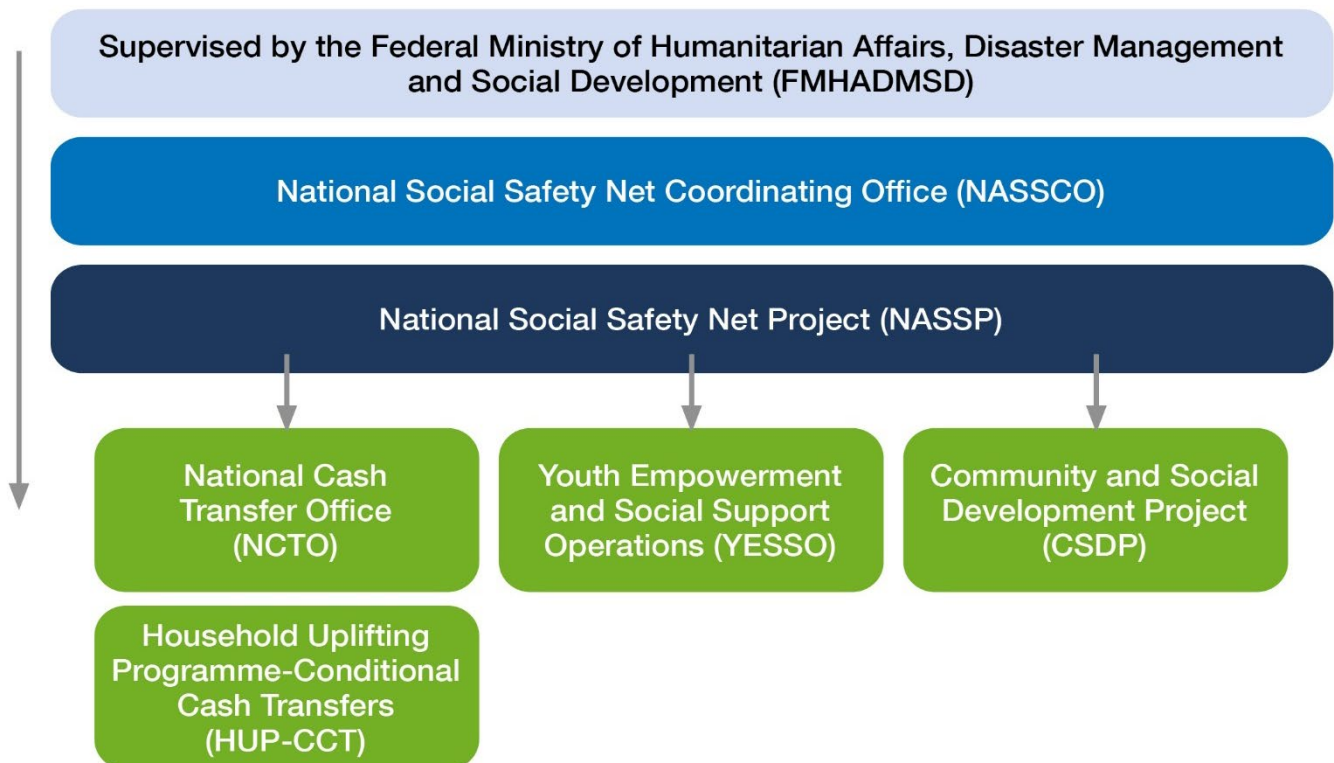 Supervised by the Federal Ministry of Humanitarian Affairs, Disaster Management
and Social Development (FMHADMSD)
National Social Safety Net Coordinating Office (NASSCO)
National Social Safety Net Project (NASSP)
National Cash
Transfer Office
(NCTO)
Youth Empowerment
and Social Support
Operations (YESSO)
Community and Social
Development Project
(CSDP)
Household Uplifting
Programme-Conditional
Cash Transfers
(HUP-CCT)